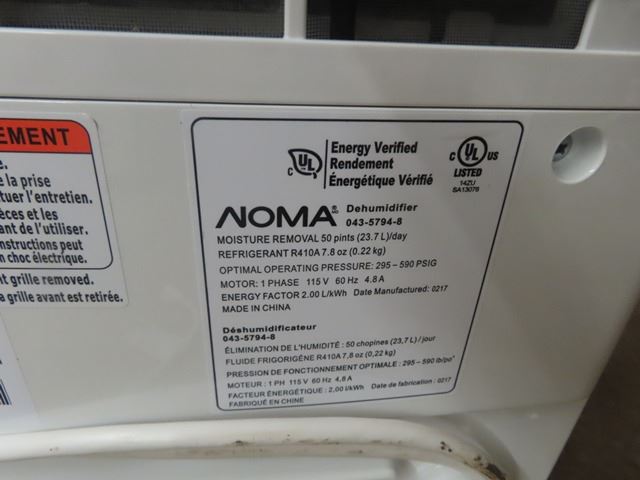 EMENT
e.
e la prise
tuer l'entretien.
èces et les
ant de l'utiliser.
nstructions peut
n choc électrique.
nt grille removed.
a grille avant est retirée.
C UL
Energy Verified
Rendement
Énergétique Vérifié
C UL US
LISTED
14ZU
SA13076
NOMA® Dehumidifier
043-5794-8
MOISTURE REMOVAL 50 pints (23.7 L)/day
REFRIGERANT R410A 7.8 oz (0.22 kg)
OPTIMAL OPERATING PRESSURE: 295 – 590 PSIG
MOTOR: 1 PHASE 115 V 60 Hz 4.8 A
ENERGY FACTOR 2.00 L/kWh Date Manufactured: 0217
MADE IN CHINA
Déshumidificateur
043-5794-8
ÉLIMINATION DE L'HUMIDITÉ : 50 chopines (23,7 L) / jour
FLUIDE FRIGORIGÈNE R410A 7,8 oz (0,22 kg)
PRESSION DE FONCTIONNEMENT OPTIMALE : 295 – 590 lb/po²
MOTEUR : 1 PH 115 V 60 Hz 4,8 A
FACTEUR ÉNERGÉTIQUE : 2,00 l/kWh Date de fabrication : 0217
FABRIQUÉ EN CHINE